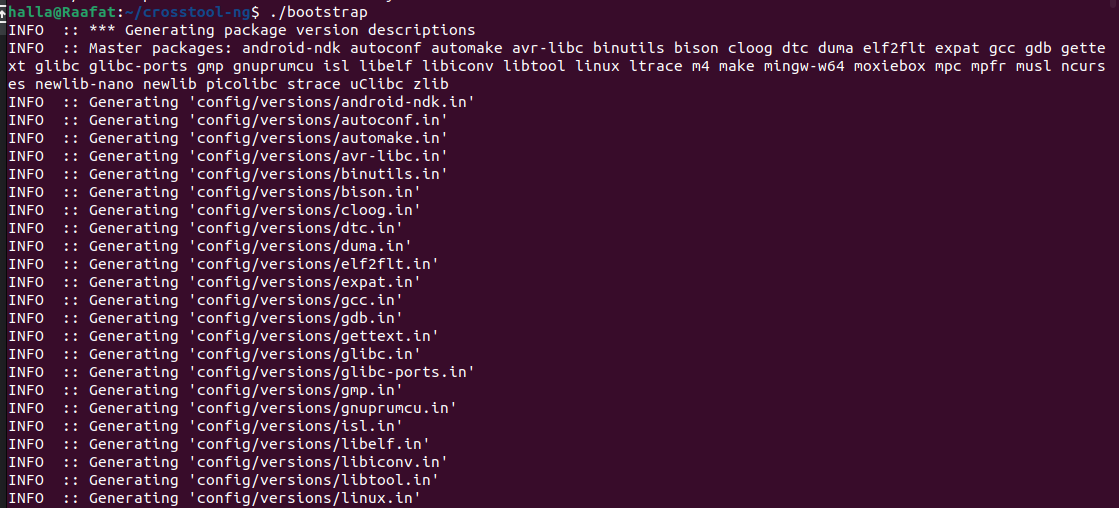 halla@Raafat:~/crosstool-ng$ ./bootstrap
INFO  :: *** Generating package version descriptions
INFO  :: Master packages: android-ndk autoconf automake avr-libc binutils bison cloog dtc duma elf2flt expat gcc gdb gette
xt glibc glibc-ports gmp gnuprumcu isl libelf libiconv libtool linux ltrace m4 make mingw-w64 moxiebox mpc mpfr musl ncurs
es newlib-nano newlib picolibc strace uClibc zlib
INFO  :: Generating 'config/versions/android-ndk.in'
INFO  :: Generating 'config/versions/autoconf.in'
INFO  :: Generating 'config/versions/automake.in'
INFO  :: Generating 'config/versions/avr-libc.in'
INFO  :: Generating 'config/versions/binutils.in'
INFO  :: Generating 'config/versions/bison.in'
INFO  :: Generating 'config/versions/cloog.in'
INFO  :: Generating 'config/versions/dtc.in'
INFO  :: Generating 'config/versions/duma.in'
INFO  :: Generating 'config/versions/elf2flt.in'
INFO  :: Generating 'config/versions/expat.in'
INFO  :: Generating 'config/versions/gcc.in'
INFO  :: Generating 'config/versions/gdb.in'
INFO  :: Generating 'config/versions/gettext.in'
INFO  :: Generating 'config/versions/glibc.in'
INFO  :: Generating 'config/versions/glibc-ports.in'
INFO  :: Generating 'config/versions/gmp.in'
INFO  :: Generating 'config/versions/gnuprumcu.in'
INFO  :: Generating 'config/versions/isl.in'
INFO  :: Generating 'config/versions/libelf.in'
INFO  :: Generating 'config/versions/libiconv.in'
INFO  :: Generating 'config/versions/libtool.in'
INFO  :: Generating 'config/versions/linux.in'